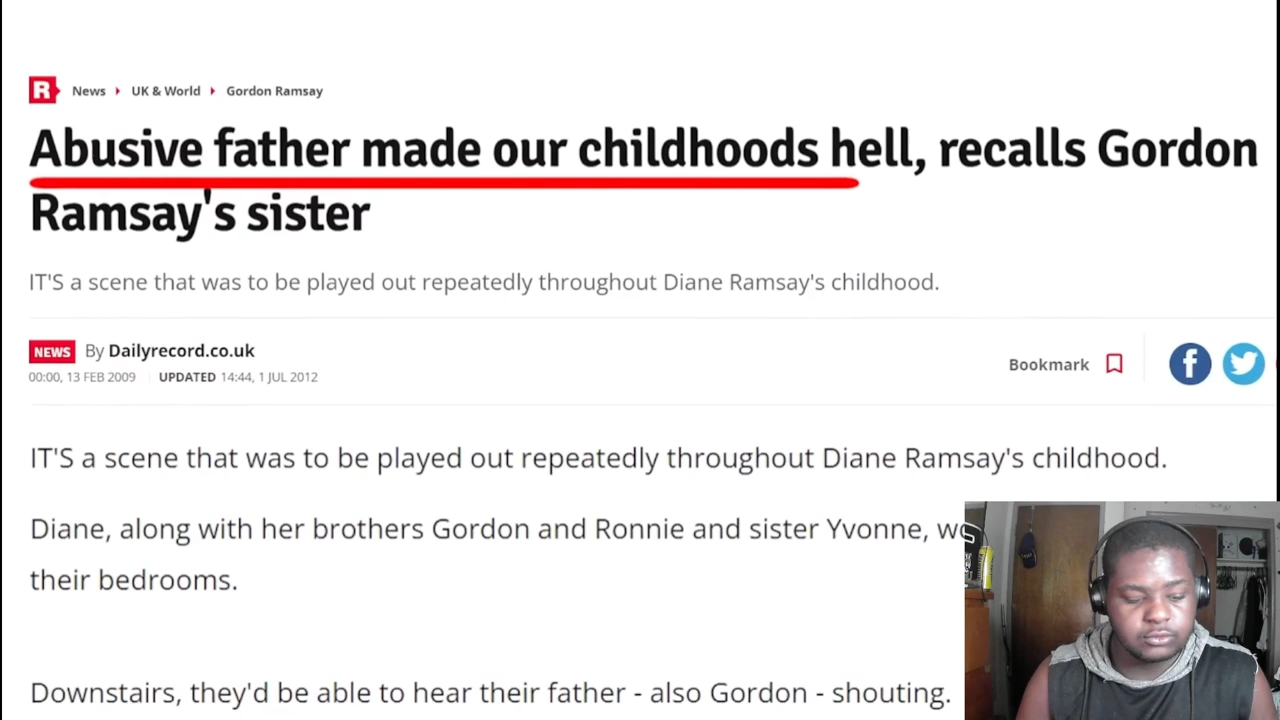 R News UK & World Gordon Ramsay
Abusive father made our childhoods hell, recalls Gordon
Ramsay's sister
IT'S a scene that was to be played out repeatedly throughout Diane Ramsay's childhood.
NEWS By Dailyrecord.co.uk
Bookmark
00:00, 13 FEB 2009 UPDATED 14:44, 1 JUL 2012
IT'S a scene that was to be played out repeatedly throughout Diane Ramsay's childhood.
Diane, along with her brothers Gordon and Ronnie and sister Yvonne,
their bedrooms.
Downstairs, they'd be able to hear their father - also Gordon - shouting.